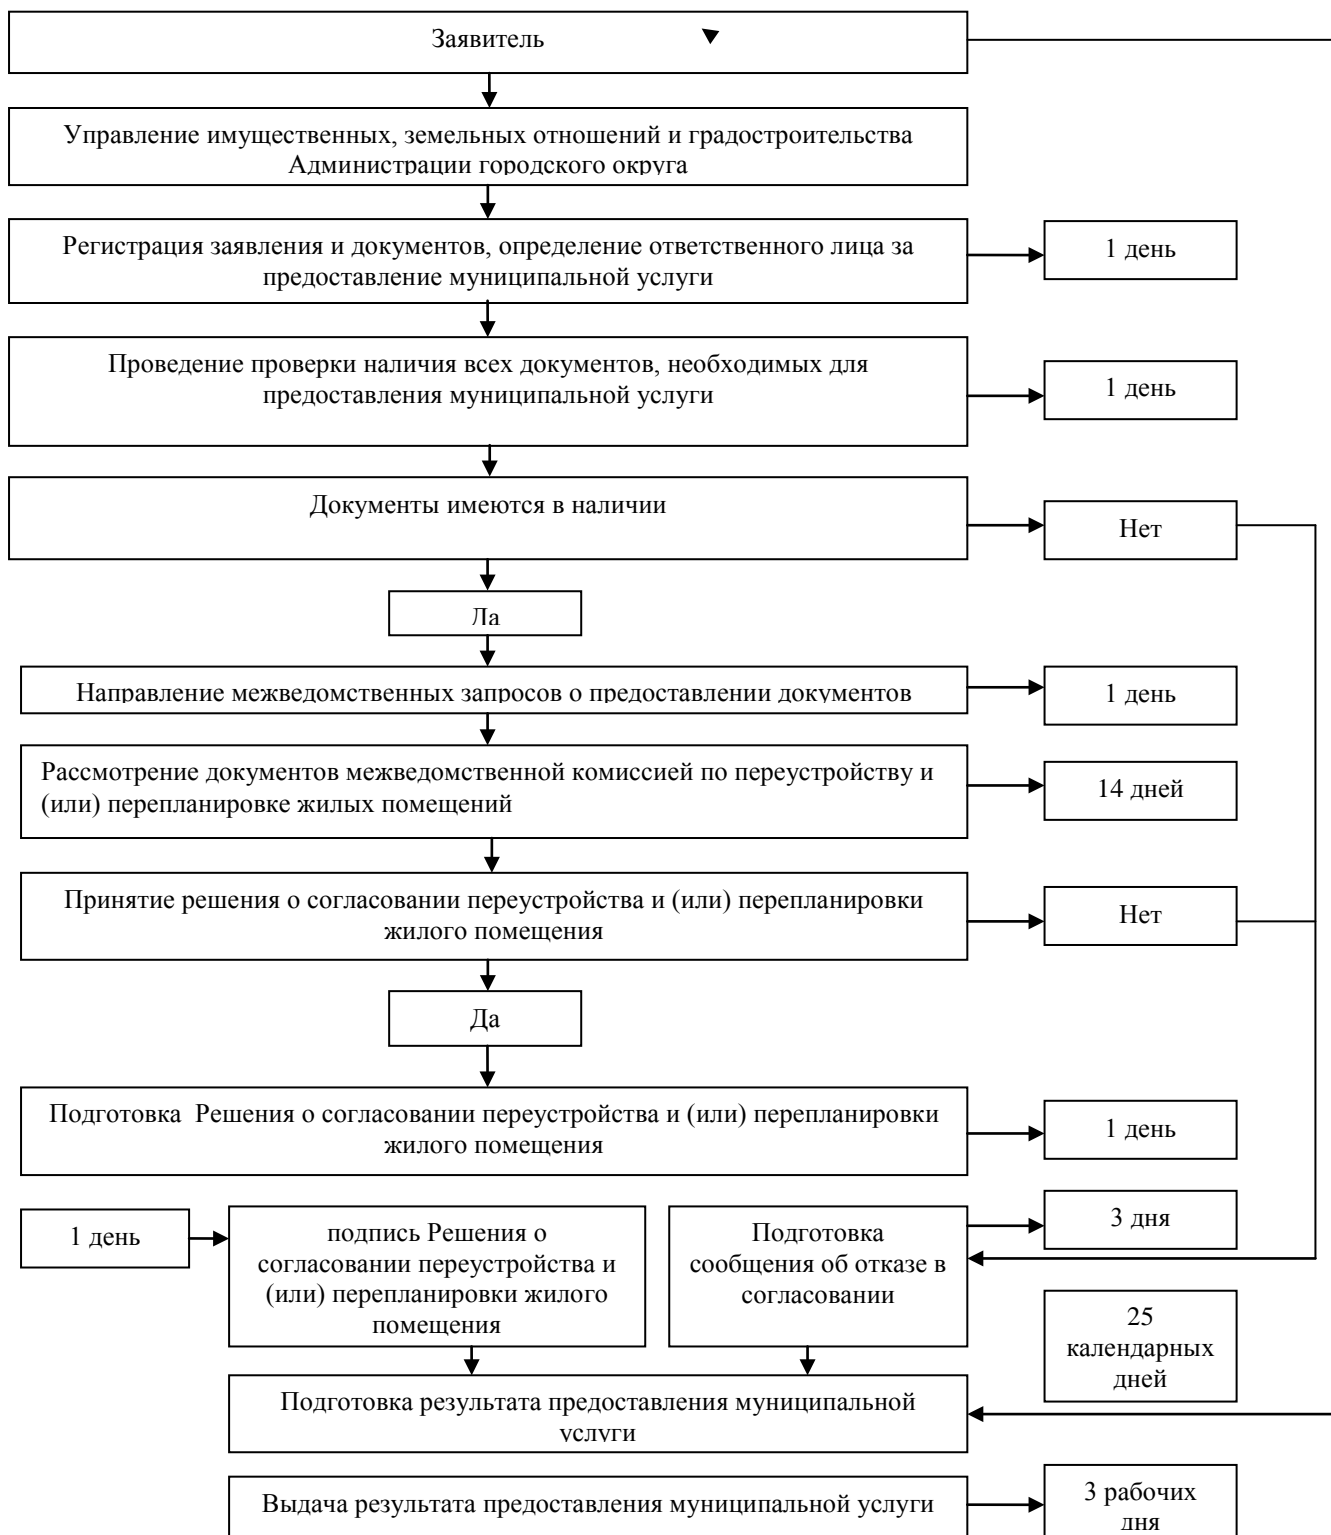 Заявитель
Управление имущественных, земельных отношений и градостроительства
Администрации городского округа
Регистрация заявления и документов, определение ответственного лица за
предоставление муниципальной услуги
1 день
Проведение проверки наличия всех документов, необходимых для
предоставления муниципальной услуги
1 день
Документы имеются в наличии
Нет
Да
Направление межведомственных запросов о предоставлении документов
1 день
Рассмотрение документов межведомственной комиссией по переустройству и
(или) перепланировке жилых помещений
14 дней
Принятие решения о согласовании переустройства и (или) перепланировки
жилого помещения
Нет
Да
Подготовка Решения о согласовании переустройства и (или) перепланировки
жилого помещения
1 день
1 день
подпись Решения о
согласовании переустройства и
(или) перепланировки жилого
помещения
Подготовка
сообщения об отказе в
согласовании
3 дня
25
календарных
дней
Подготовка результата предоставления муниципальной
услуги
Выдача результата предоставления муниципальной услуги
3 рабочих
дня